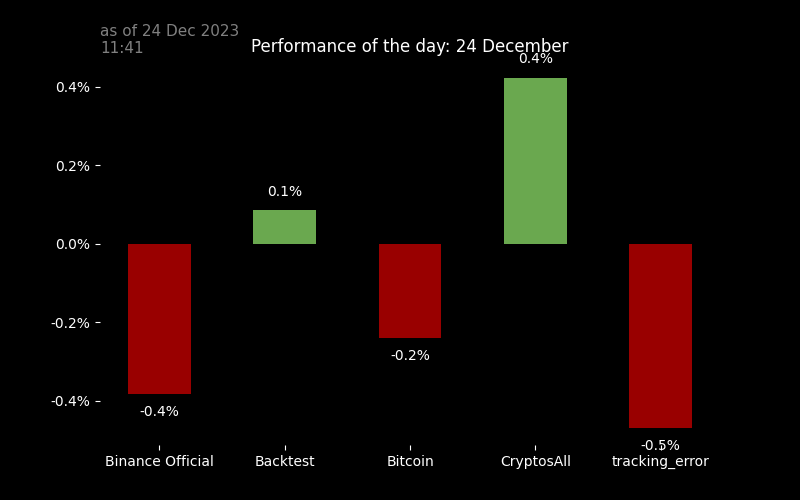 as of 24 Dec 2023
11:41
Performance of the day: 24 December
0.4%
0.4%
0.2%
0.1%
0.0%
-0.2%
-0.2%
-0.4%
-0.4%
-0.5%
Binance Official
Backtest
Bitcoin
CryptosAll
tracking_error